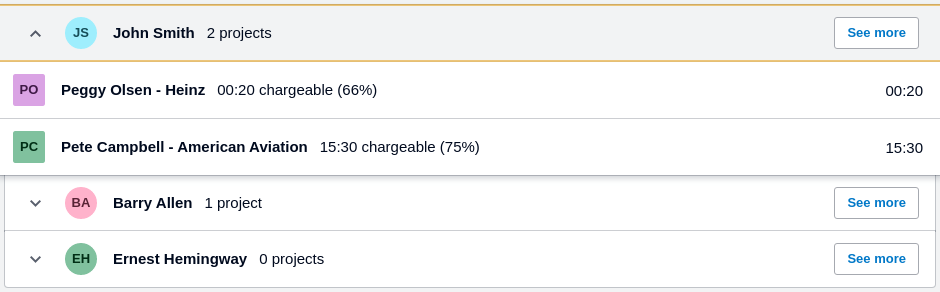 JS John Smith 2 projects See more
PO Peggy Olsen - Heinz 00:20 chargeable (66%) 00:20
PC Pete Campbell - American Aviation 15:30 chargeable (75%) 15:30
BA Barry Allen 1 project See more
EH Ernest Hemingway 0 projects See more